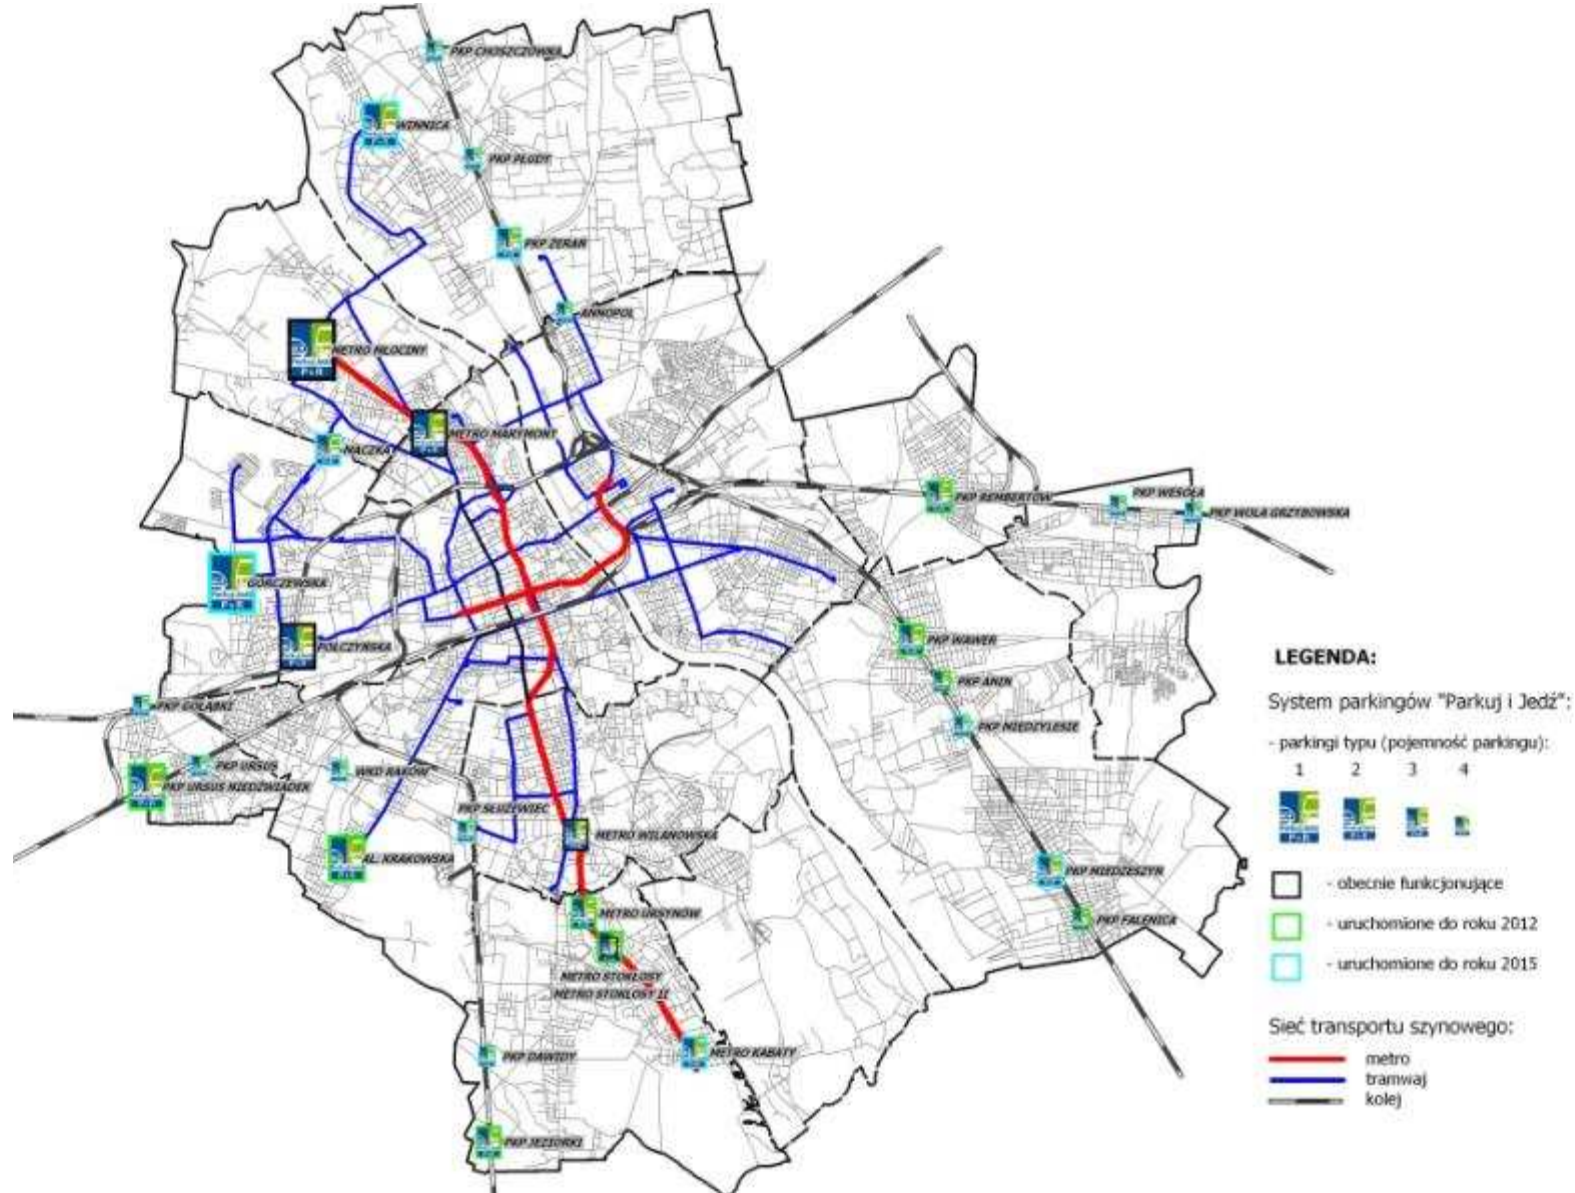 PKP CHOSZCZÓWKA
WINNICA
PKP PŁUDY
PKP ŻERAŃ
ANNOPOL
METRO MŁOCINY
METRO MARYMONT
MACZKA
PKP REMBERTÓW
PKP WESOŁA
PKP WOLA GRZYBOWSKA
GÓRCZEWSKA
P+R
POŁCZYŃSKA
PKP WAWER
PKP ANIN
PKP GOŁĄBKI
PKP MIĘDZYLESIE
PKP URSUS
WKD RAKÓW
PKP URSUS NIEDŹWIADEK
PKP SŁUŻEWIEC
METRO WILANOWSKA
AL. KRAKOWSKA
PKP MIEDZESZYN
METRO URSYNÓW
PKP FALENICA
METRO STOKŁOSY
METRO STOKŁOSY II
METRO KABATY
PKP DAWIDY
PKP JEZIORKI
LEGENDA:
System parkingów "Parkuj i Jedź":
- parkingi typu (pojemność parkingu):
1 2 3 4
P+R
- obecnie funkcjonujące
- uruchomione do roku 2012
- uruchomione do roku 2015
Sieć transportu szynowego:
metro
tramwaj
kolej